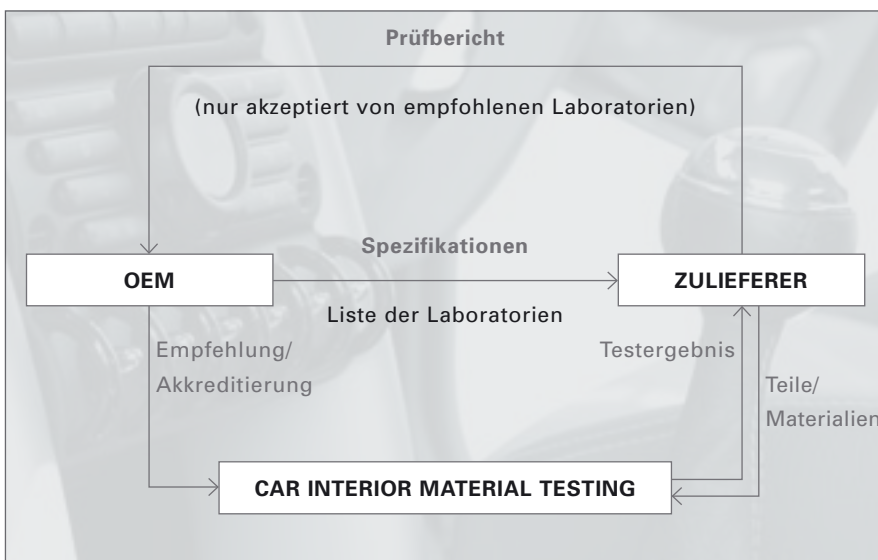 Prüfbericht
(nur akzeptiert von empfohlenen Laboratorien)
Spezifikationen
OEM
ZULIEFERER
Liste der Laboratorien
Empfehlung/
Akkreditierung
Testergebnis
Teile/
Materialien
CAR INTERIOR MATERIAL TESTING